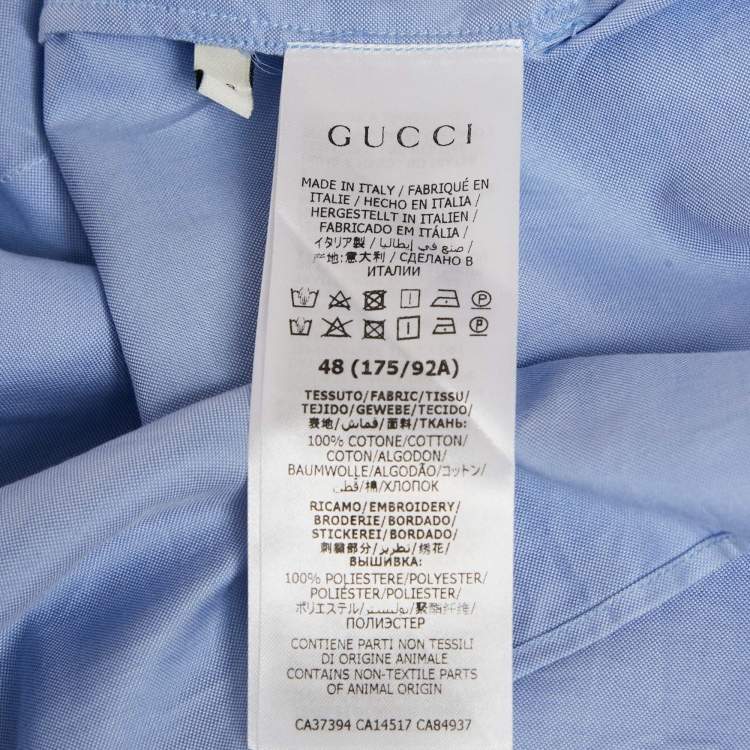 GUCCI
MADE IN ITALY / FABRIQUÉ EN
ITALIE / HECHO EN ITALIA /
HERGESTELLT IN ITALIEN /
FABRICADO EM ITÁLIA /
イタリア製 / صنع في إيطاليا /
产地:意大利 / СДЕЛАНО В
ИТАЛИИ
48 (175/92A)
TESSUTO/FABRIC/TISSU/
TEJIDO/GEWEBE/TECIDO/
表地/قماش/面料/ТКАНЬ:
100% COTONE/COTTON/
COTON/ALGODON/
BAUMWOLLE/ALGODÃO/コットン/
قطن/棉/ХЛОПОК
RICAMO/EMBROIDERY/
BRODERIE/BORDADO/
STICKEREI/BORDADO/
刺繍部分/تطريز/绣花/
ВЫШИВКА:
100% POLIESTERE/POLYESTER/
POLIÉSTER/POLYESTER/
ポリエステル/بوليستر/聚酯纤维/
ПОЛИЭСТЕР
CONTIENE PARTI NON TESSILI
DI ORIGINE ANIMALE
CONTAINS NON-TEXTILE PARTS
OF ANIMAL ORIGIN
CA37394 CA14517 CA84937